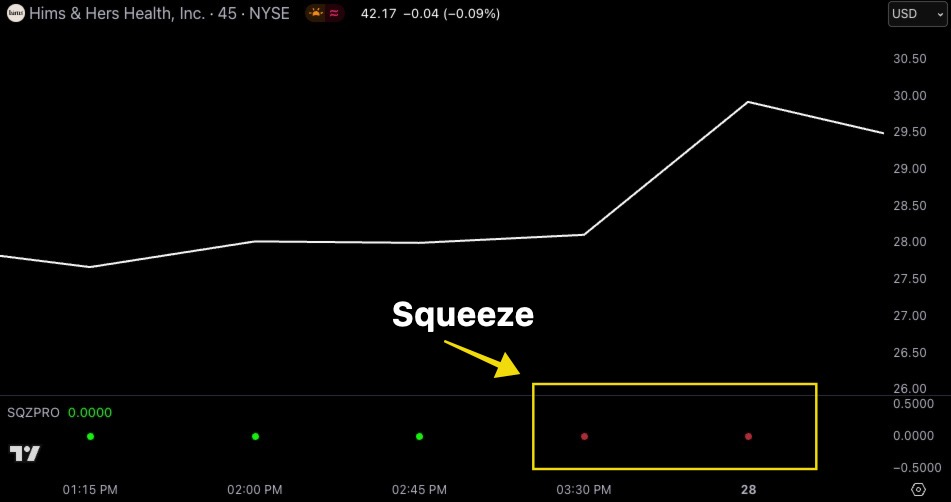 Hims & Hers Health, Inc. · 45 · NYSE 42.17 −0.04 (−0.09%)
USD
30.50
30.00
29.50
29.00
28.50
28.00
27.50
27.00
26.50
26.00
Squeeze
SQZPRO 0.0000
0.5000
0.0000
−0.5000
01:15 PM 02:00 PM 02:45 PM 03:30 PM 28